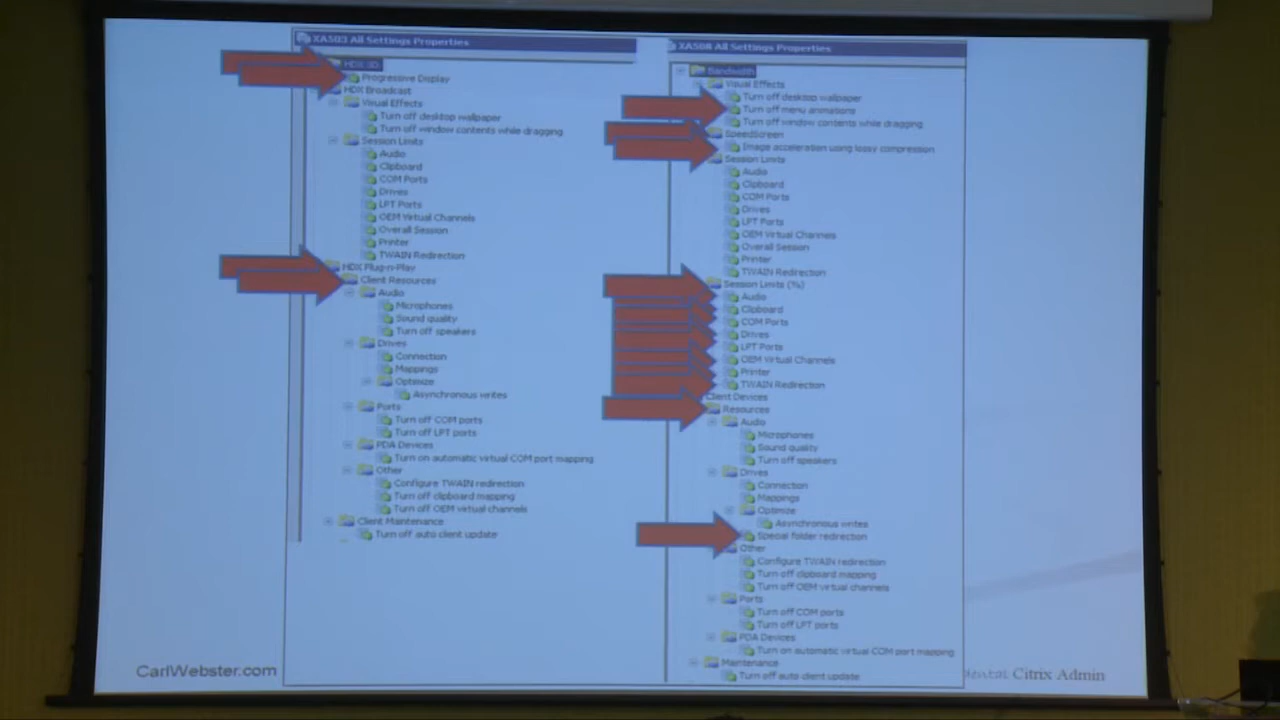 XA503 All Settings Properties
HDX 3D
Progressive Display
HDX Broadcast
Visual Effects
Turn off desktop wallpaper
Turn off window contents while dragging
Session Limits
Audio
Clipboard
COM Ports
Drives
LPT Ports
OEM Virtual Channels
Overall Session
Printer
TWAIN Redirection
HDX Plug-n-Play
Client Resources
Audio
Microphones
Sound quality
Turn off speakers
Drives
Connection
Mappings
Optimize
Asynchronous writes
Ports
Turn off COM ports
Turn off LPT ports
PDA Devices
Turn on automatic virtual COM port mapping
Other
Configure TWAIN redirection
Turn off clipboard mapping
Turn off OEM virtual channels
Client Maintenance
Turn off auto client update
XA508 All Settings Properties
Bandwidth
Visual Effects
Turn off desktop wallpaper
Turn off menu animations
Turn off window contents while dragging
SpeedScreen
Image acceleration using lossy compression
Session Limits
Audio
Clipboard
COM Ports
Drives
LPT Ports
OEM Virtual Channels
Overall Session
Printer
TWAIN Redirection
Session Limits (%)
Audio
Clipboard
COM Ports
Drives
LPT Ports
OEM Virtual Channels
Printer
TWAIN Redirection
Client Devices
Resources
Audio
Microphones
Sound quality
Turn off speakers
Drives
Connection
Mappings
Optimize
Asynchronous writes
Special folder redirection
Other
Configure TWAIN redirection
Turn off clipboard mapping
Turn off OEM virtual channels
Ports
Turn off COM ports
Turn off LPT ports
PDA Devices
Turn on automatic virtual COM port mapping
Maintenance
Turn off auto client update
CarlWebster.com
Citrix Admin